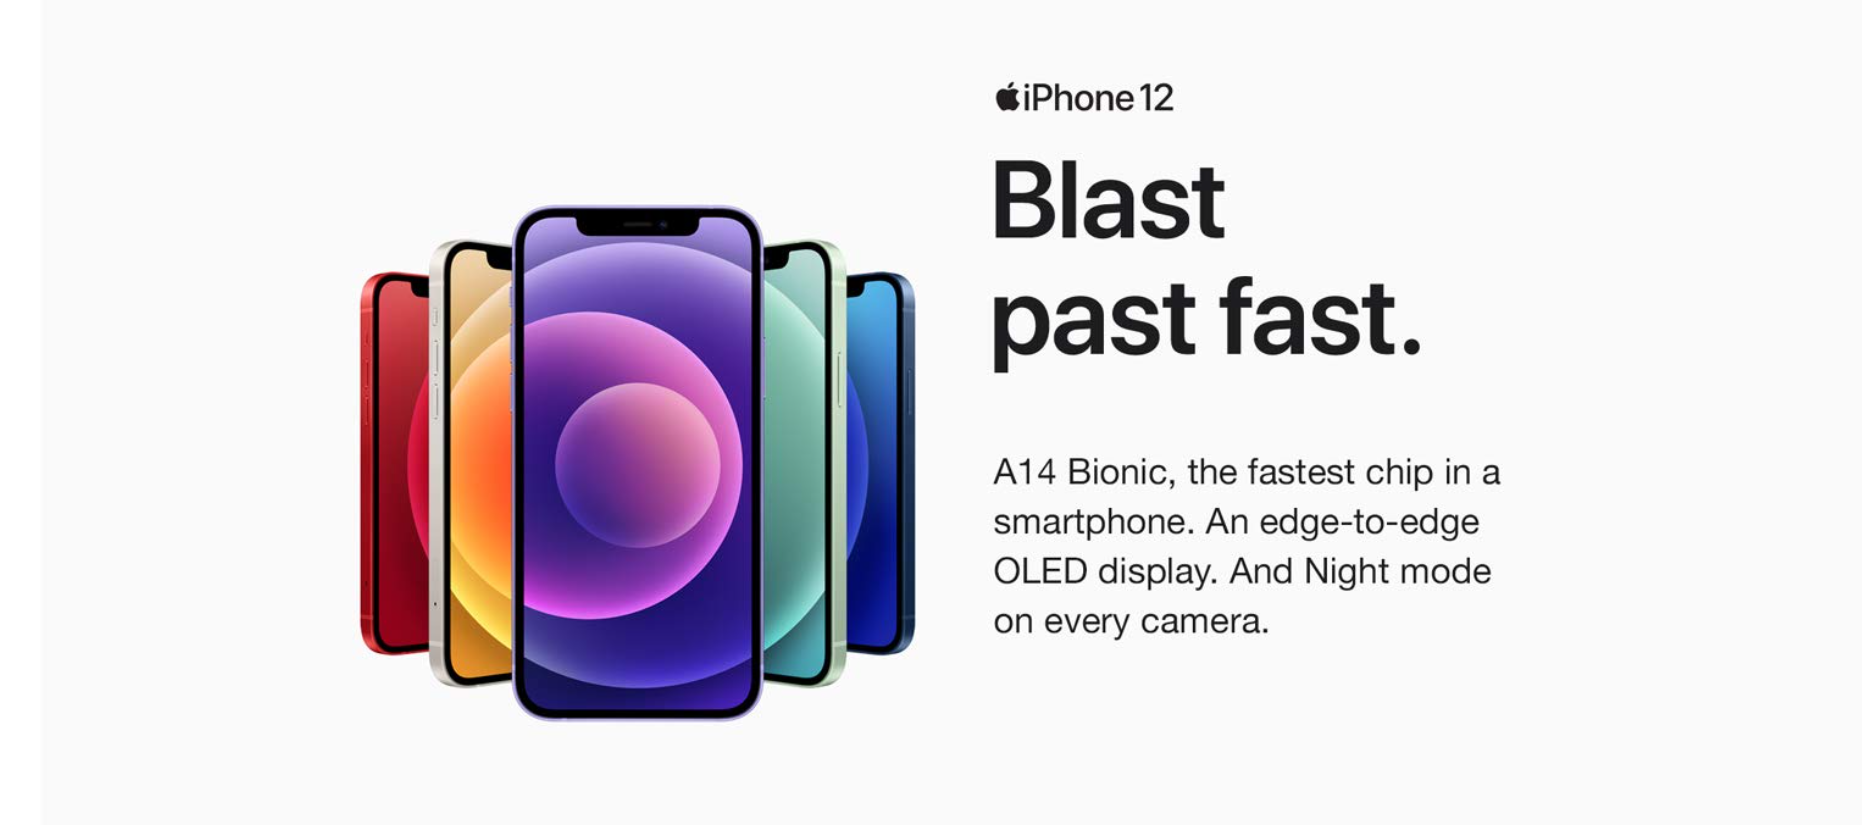 iPhone 12
Blast
past fast.
A14 Bionic, the fastest chip in a
smartphone. An edge-to-edge
OLED display. And Night mode
on every camera.